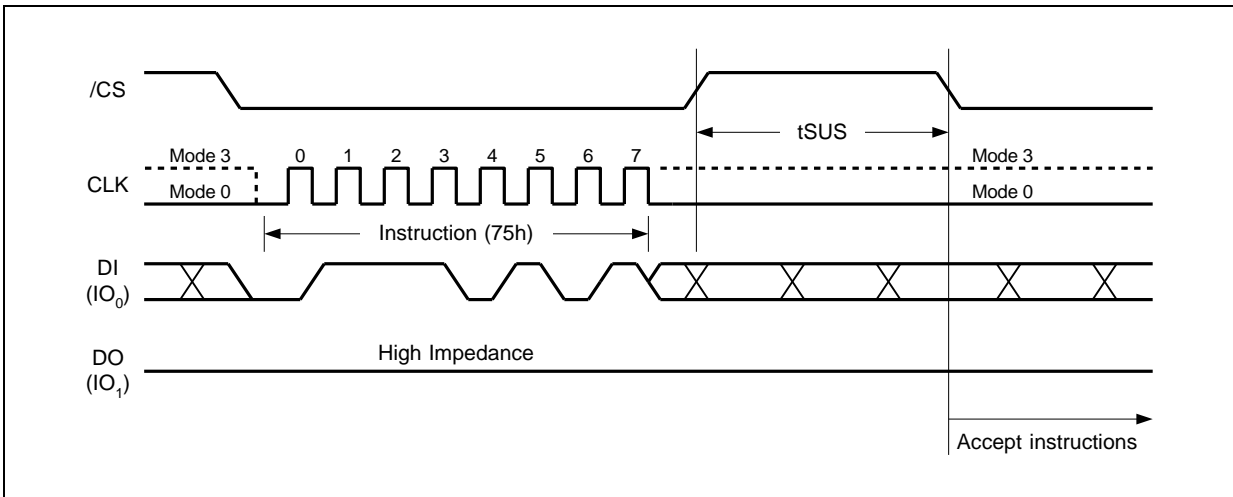 /CS
tSUS
Mode 3
0 1 2 3 4 5 6 7
Mode 3
CLK
Mode 0
Mode 0
Instruction (75h)
DI
(IO0)
High Impedance
DO
(IO1)
Accept instructions